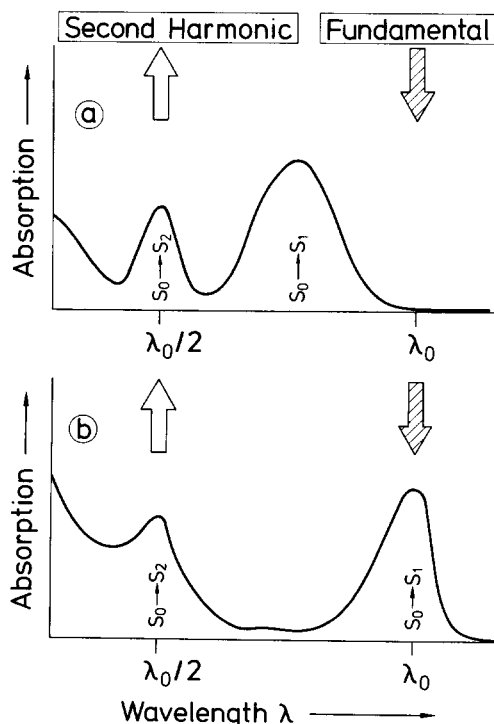 Second Harmonic Fundamental
a
Absorption
S₀→S₂
S₀→S₁
λ₀/2 λ₀
b
Absorption
S₀→S₂
S₀→S₁
λ₀/2 λ₀
Wavelength λ